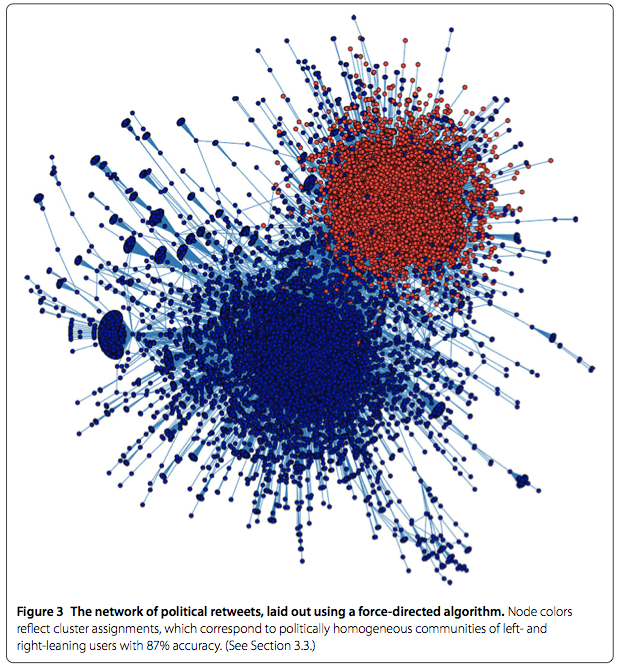 Figure 3 The network of political retweets, laid out using a force-directed algorithm. Node colors
reflect cluster assignments, which correspond to politically homogeneous communities of left- and
right-leaning users with 87% accuracy. (See Section 3.3.)